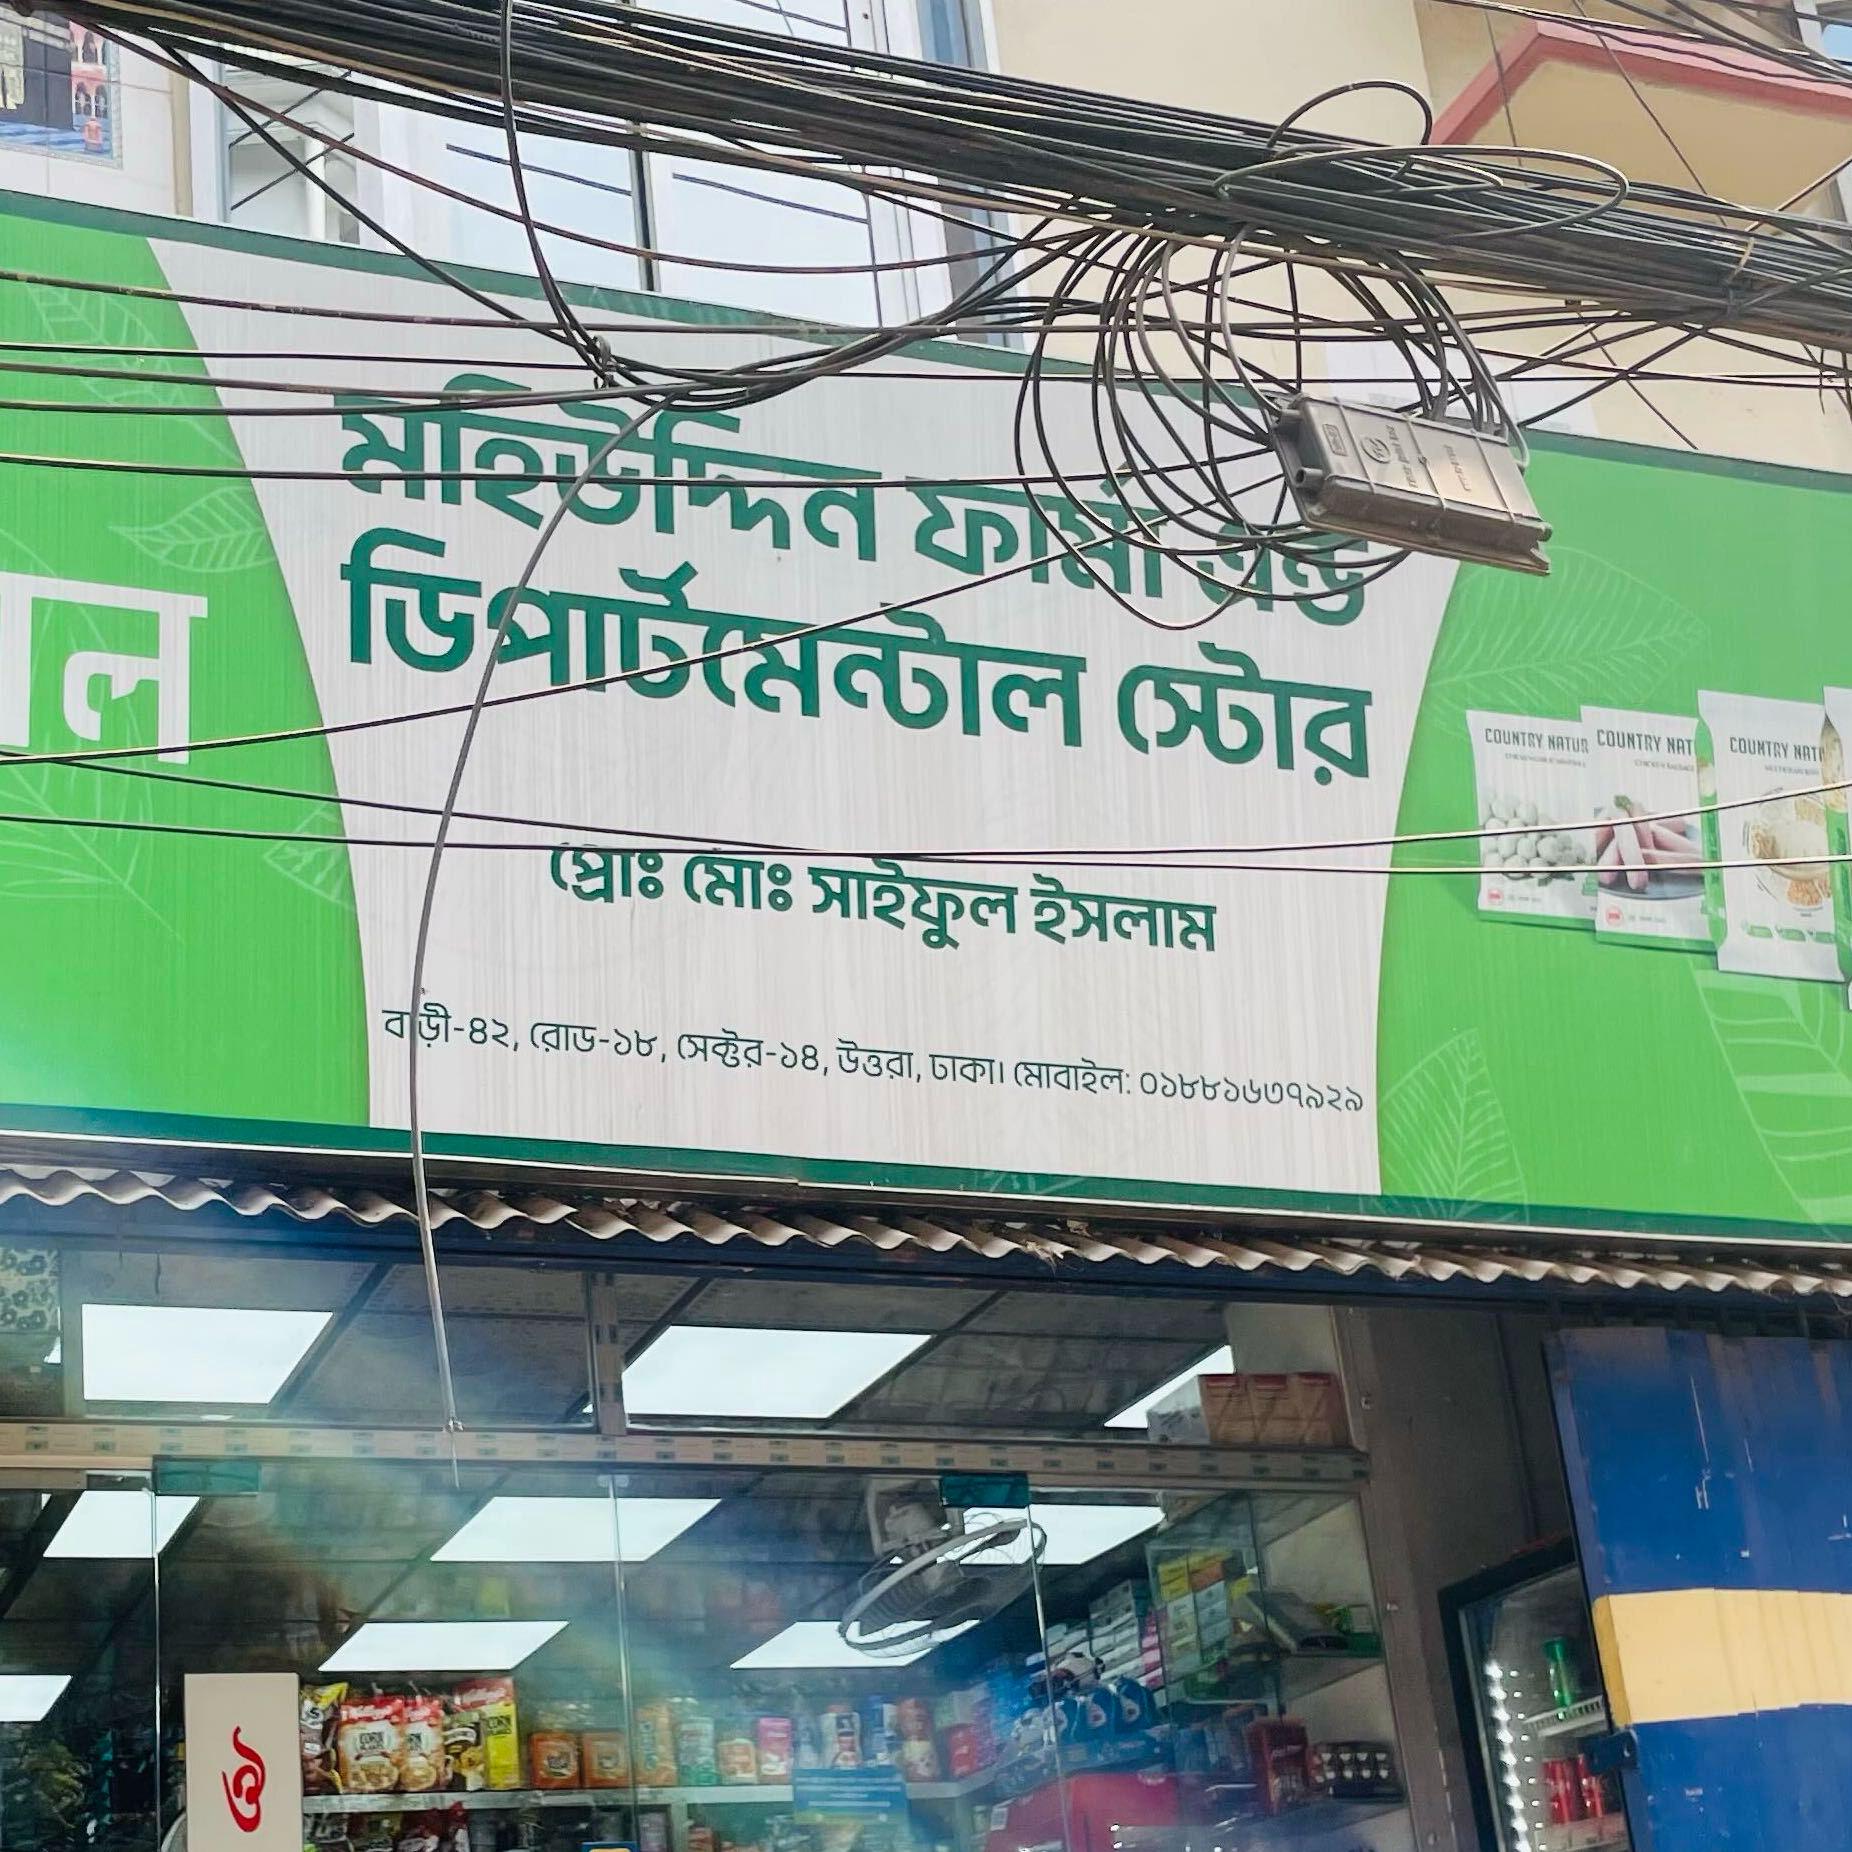 মহিউদ্দিন ফার্মা এন্ড
ডিপার্টমেন্টাল স্টোর
প্রোঃ মোঃ সাইফুল ইসলাম
বাড়ী-৪২, রোড-১৮, সেক্টর-১৪, উত্তরা, ঢাকা। মোবাইল: ০১৮৮১৬৩৭৯২৯
COUNTRY NATUR
COUNTRY NAT
COUNTRY NATU
ঔ